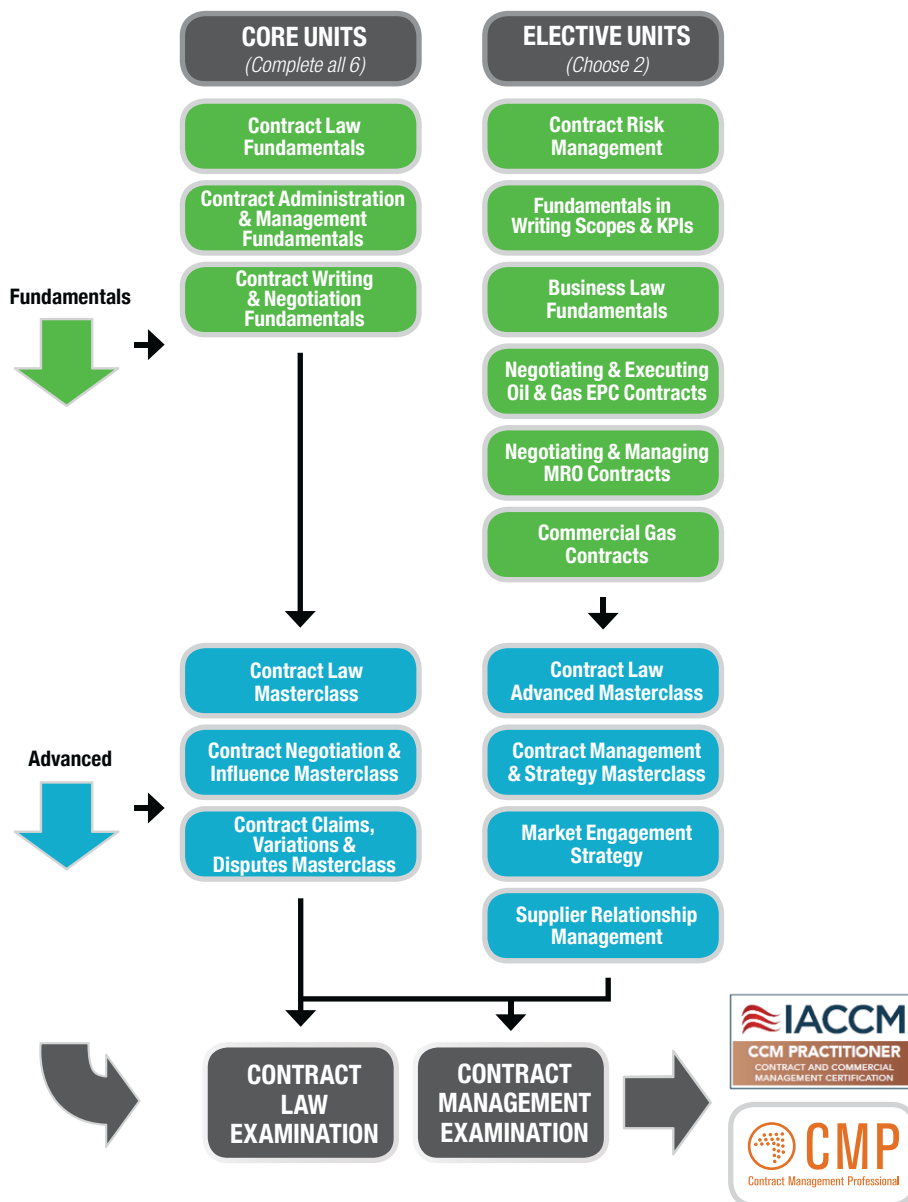 CORE UNITS
(Complete all 6)
ELECTIVE UNITS
(Choose 2)
Contract Law
Fundamentals
Contract Administration
& Management
Fundamentals
Contract Writing
& Negotiation
Fundamentals
Contract Risk
Management
Fundamentals in
Writing Scopes & KPIs
Business Law
Fundamentals
Negotiating & Executing
Oil & Gas EPC Contracts
Negotiating & Managing
MRO Contracts
Commercial Gas
Contracts
Fundamentals
Contract Law
Masterclass
Contract Negotiation &
Influence Masterclass
Contract Claims,
Variations &
Disputes Masterclass
Contract Law
Advanced Masterclass
Contract Management
& Strategy Masterclass
Market Engagement
Strategy
Supplier Relationship
Management
Advanced
CONTRACT
LAW
EXAMINATION
CONTRACT
MANAGEMENT
EXAMINATION
IACCM
CCM PRACTITIONER
CONTRACT AND COMMERCIAL
MANAGEMENT CERTIFICATION
CMP
Contract Management Professional